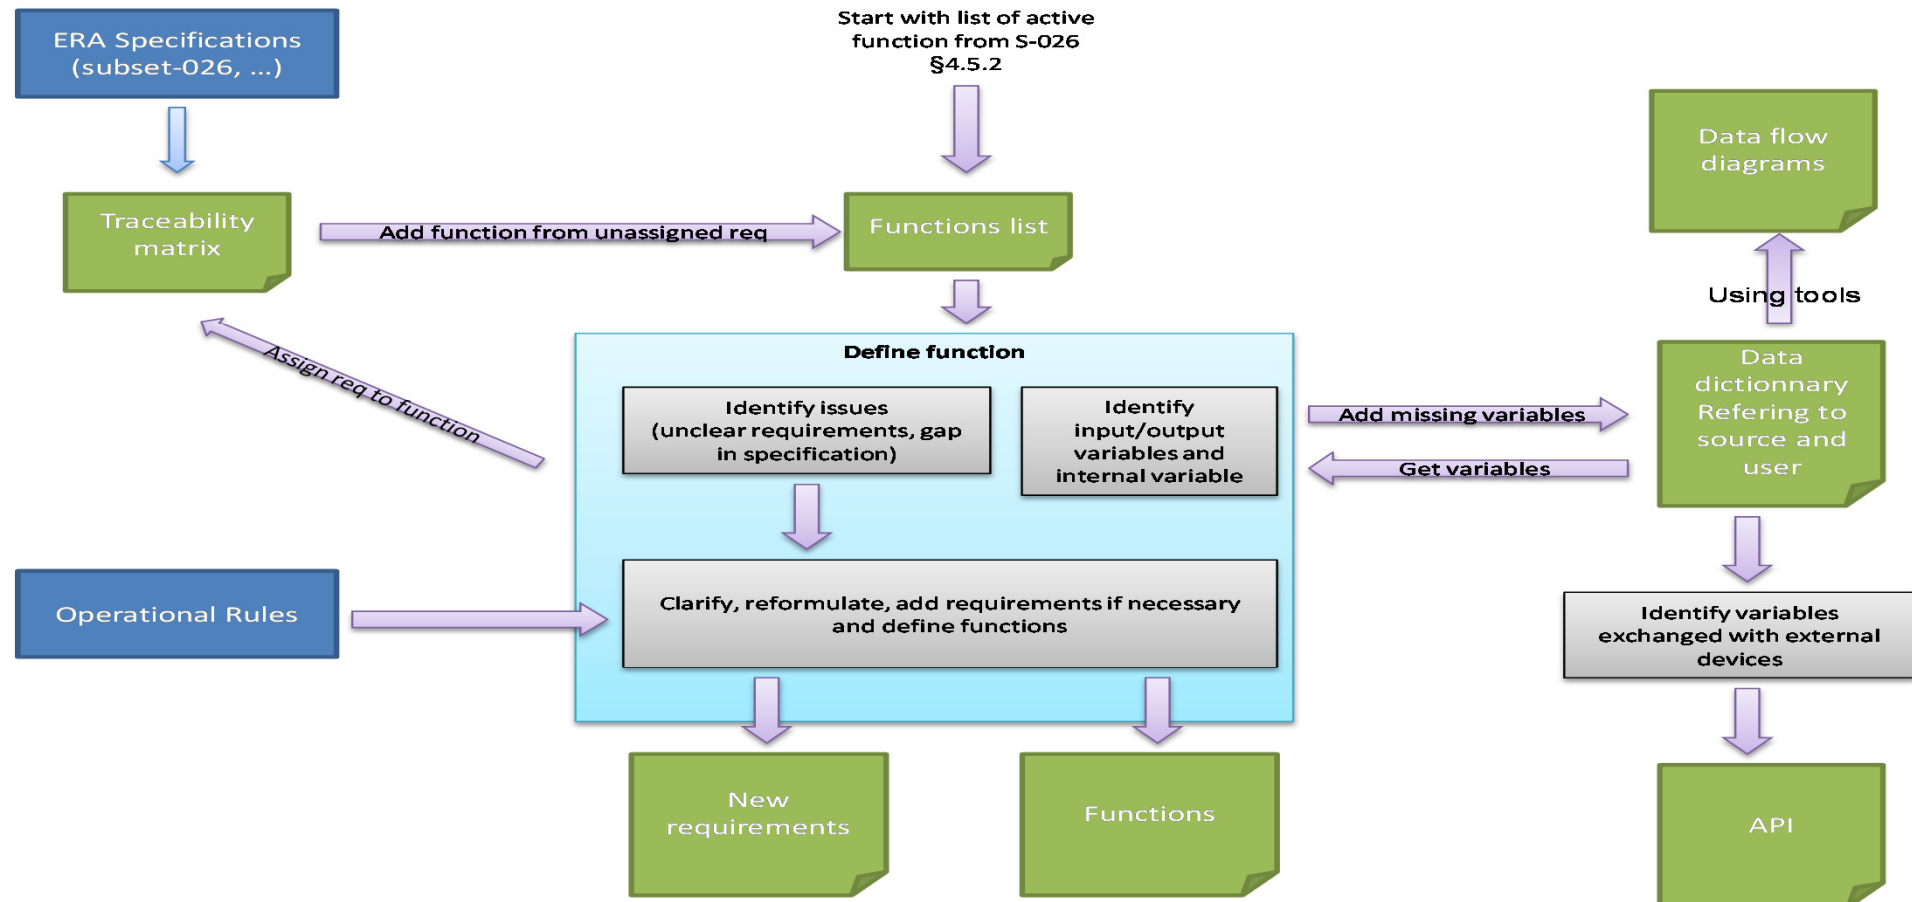 ERA Specifications
(subset-026, ...)
Start with list of active
function from S-026
§4.5.2
Data flow
diagrams
Traceability
matrix
Add function from unassigned req
Functions list
Using tools
Assign req to function
Define function
Identify issues
(unclear requirements, gap
in specification)
Identify
input/output
variables and
internal variable
Add missing variables
Get variables
Data
dictionnary
Refering to
source and
user
Operational Rules
Clarify, reformulate, add requirements if necessary
and define functions
Identify variables
exchanged with external
devices
New
requirements
Functions
API